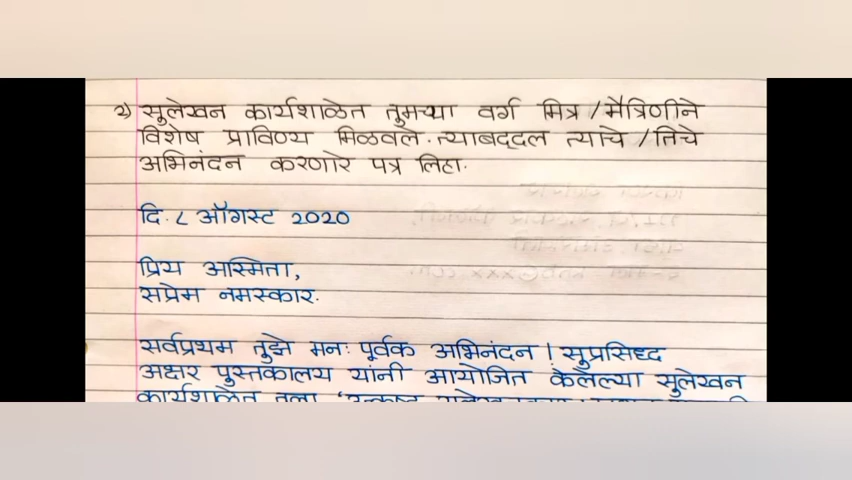 २) सुलेखन कार्यशाळेत तुमच्या वर्ग मित्र/मैत्रिणीने
विशेष प्राविण्य मिळवले. त्याबद्दल त्याचे/तिचे
अभिनंदन करणारे पत्र लिहा.
दि. ८ ऑगस्ट २०२०
प्रिय अस्मिता,
सप्रेम नमस्कार.
सर्वप्रथम तुझे मनः पूर्वक अभिनंदन! सुप्रसिध्द
अक्षर पुस्तकालय यांनी आयोजित केलेल्या सुलेखन
कार्यशाळेत तुला